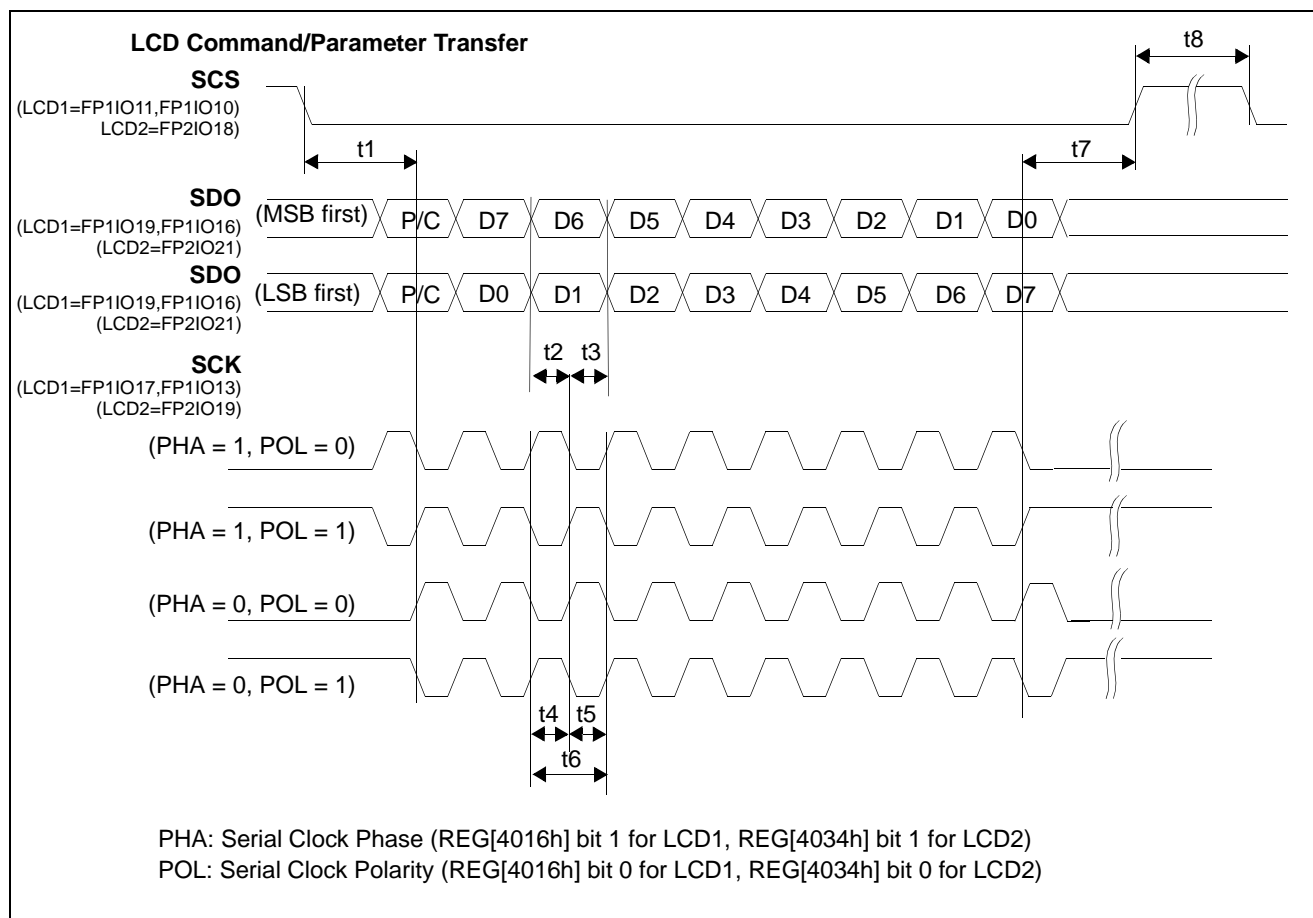 LCD Command/Parameter Transfer
t8
SCS
(LCD1=FP1IO11,FP1IO10)
LCD2=FP2IO18)
t1
t7
SDO
(LCD1=FP1IO19,FP1IO16)
(LCD2=FP2IO21)
(MSB first) P/C D7 D6 D5 D4 D3 D2 D1 D0
SDO
(LCD1=FP1IO19,FP1IO16)
(LCD2=FP2IO21)
(LSB first) P/C D0 D1 D2 D3 D4 D5 D6 D7
t2 t3
SCK
(LCD1=FP1IO17,FP1IO13)
(LCD2=FP2IO19)
(PHA = 1, POL = 0)
(PHA = 1, POL = 1)
(PHA = 0, POL = 0)
(PHA = 0, POL = 1)
t4 t5
t6
PHA: Serial Clock Phase (REG[4016h] bit 1 for LCD1, REG[4034h] bit 1 for LCD2)
POL: Serial Clock Polarity (REG[4016h] bit 0 for LCD1, REG[4034h] bit 0 for LCD2)